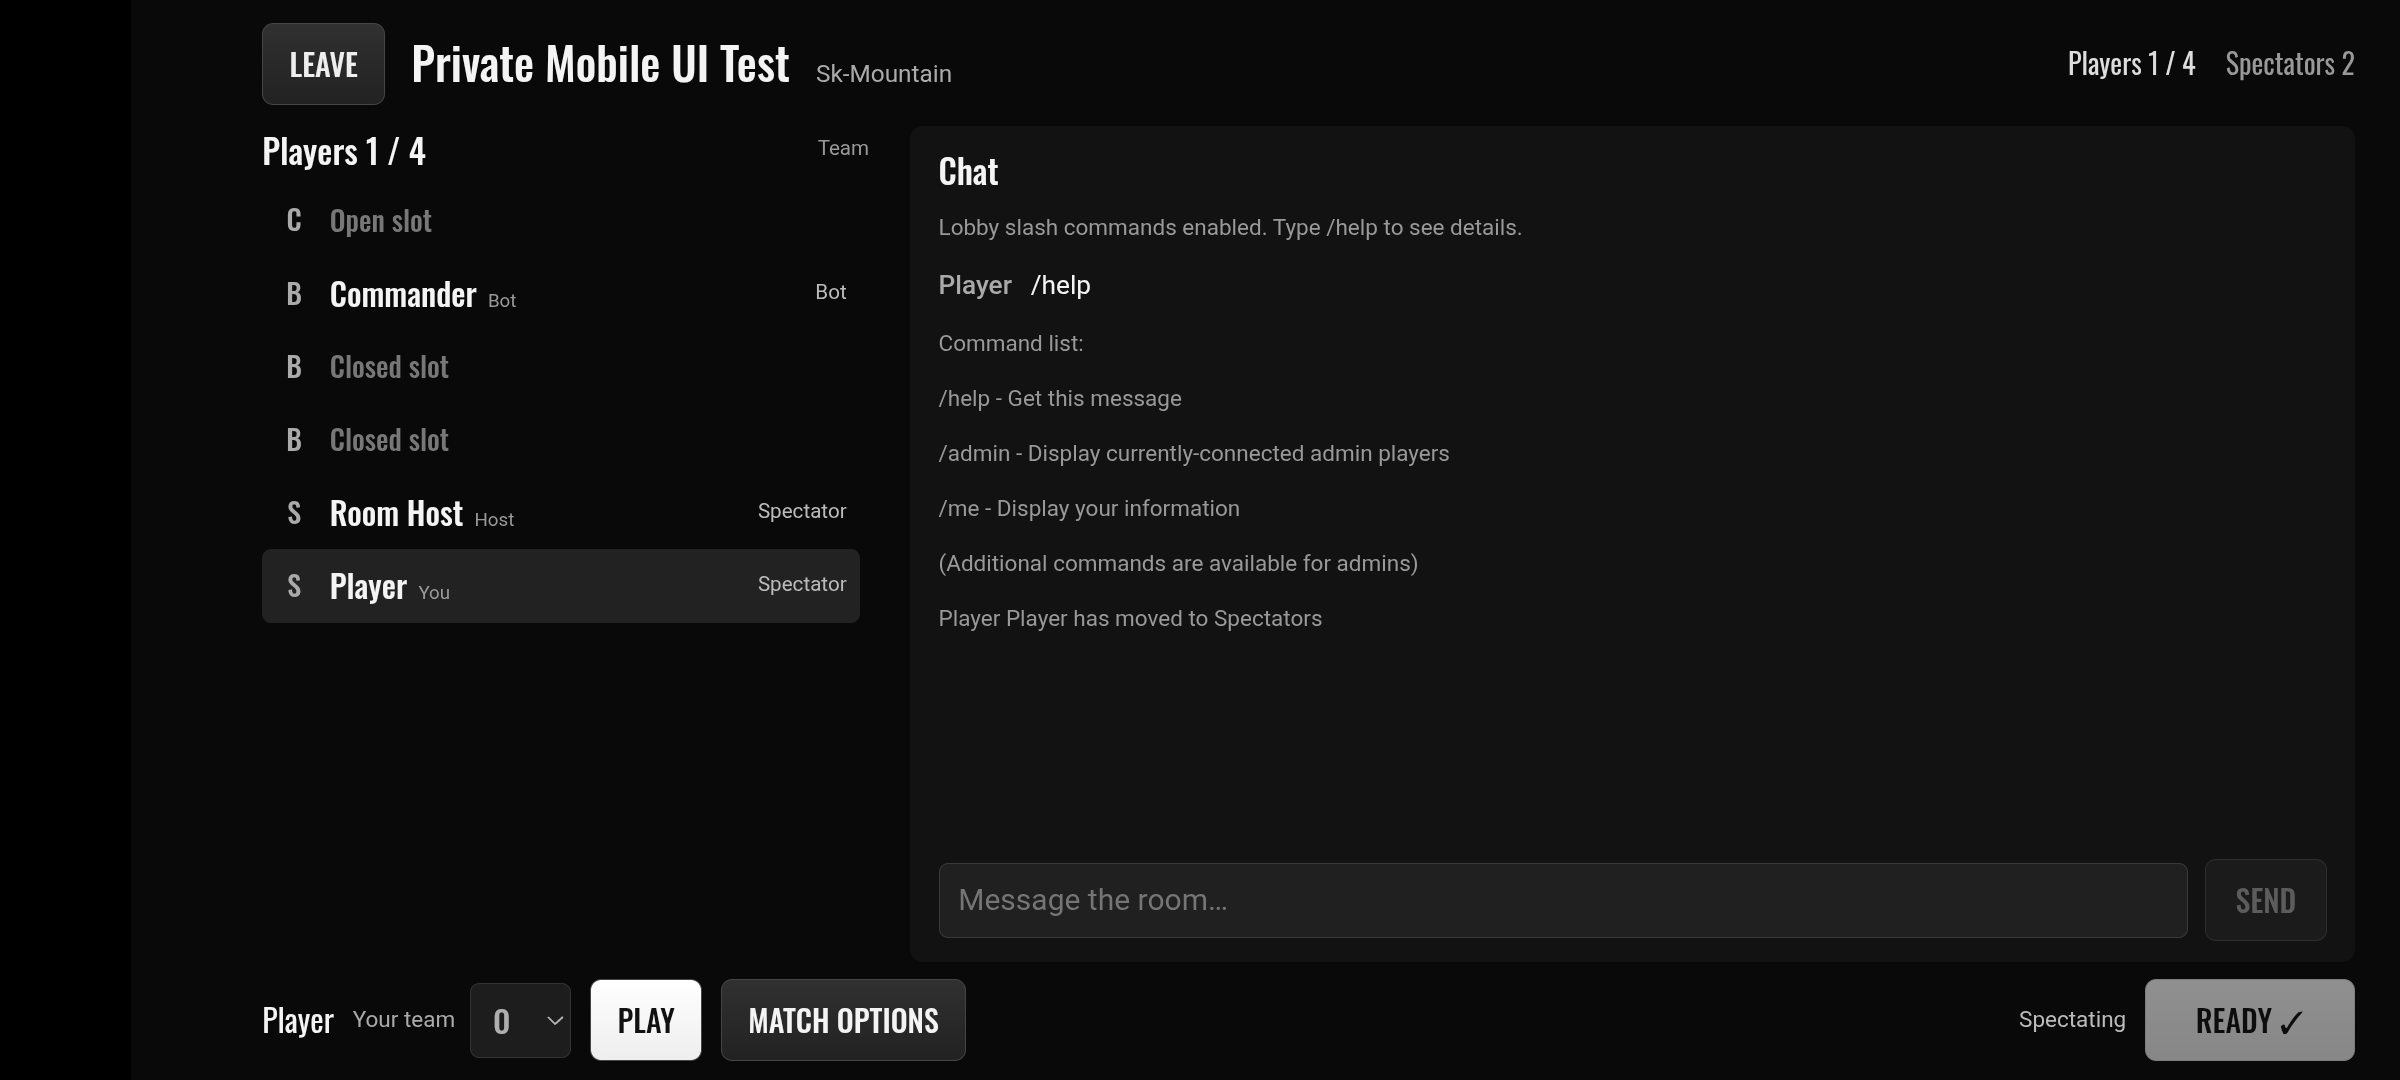 LEAVE Private Mobile UI Test Sk-Mountain Players 1 / 4 Spectators 2
Players 1 / 4 Team
C Open slot
B Commander Bot Bot
B Closed slot
B Closed slot
S Room Host Host Spectator
S Player You Spectator
Chat
Lobby slash commands enabled. Type /help to see details.
Player /help
Command list:
/help - Get this message
/admin - Display currently-connected admin players
/me - Display your information
(Additional commands are available for admins)
Player Player has moved to Spectators
Message the room... SEND
Player Your team 0 PLAY MATCH OPTIONS Spectating READY ✓